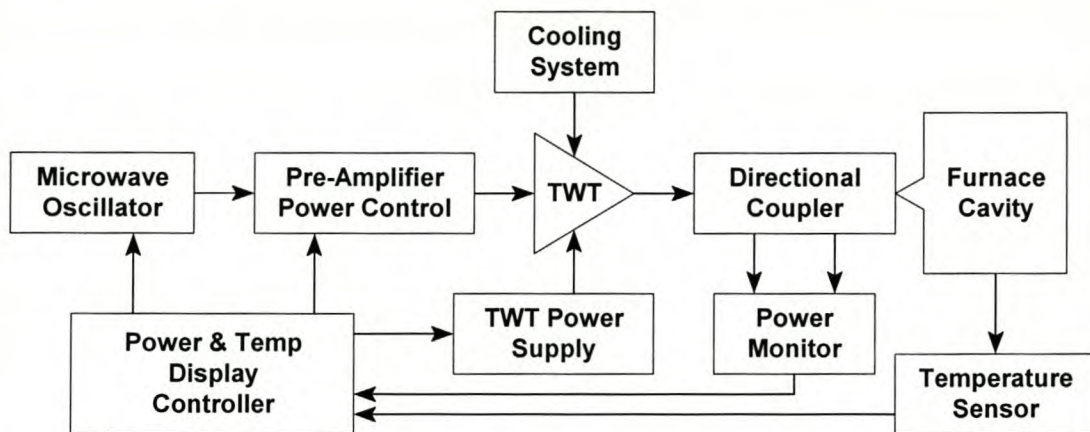 Cooling
System
Microwave
Oscillator
Pre-Amplifier
Power Control
TWT
Directional
Coupler
Furnace
Cavity
Power & Temp
Display
Controller
TWT Power
Supply
Power
Monitor
Temperature
Sensor